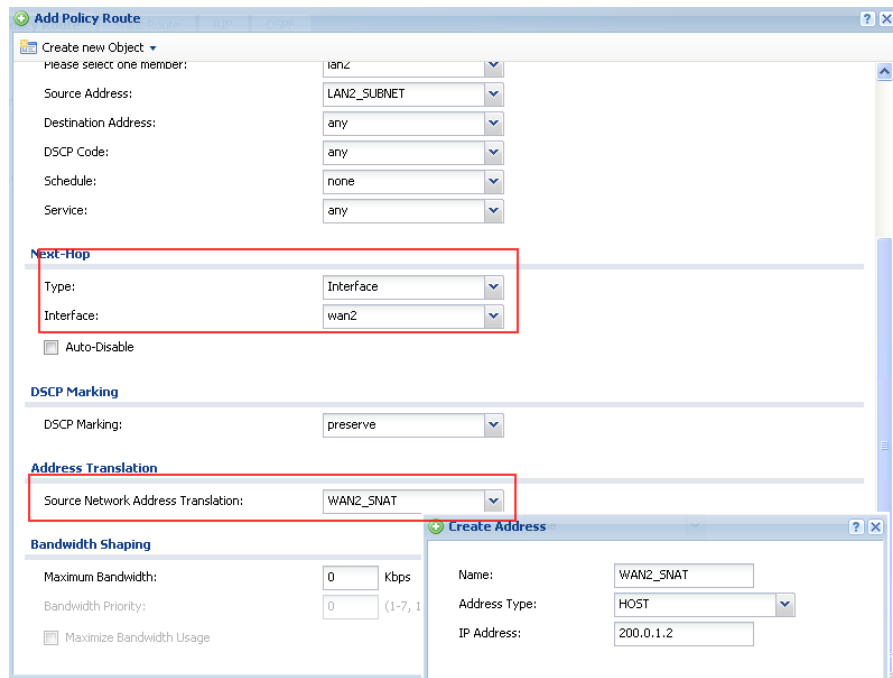 Add Policy Route
Route RIP OSPF
Create new Object
Please select one member: lan2
Source Address: LAN2_SUBNET
Destination Address: any
DSCP Code: any
Schedule: none
Service: any
Next-Hop
Type: Interface
Interface: wan2
Auto-Disable
DSCP Marking
DSCP Marking: preserve
Address Translation
Source Network Address Translation: WAN2_SNAT
Bandwidth Shaping
Maximum Bandwidth: 0 Kbps
Bandwidth Priority: 0 (1-7, 1
Maximize Bandwidth Usage
Create Address
Name: WAN2_SNAT
Address Type: HOST
IP Address: 200.0.1.2